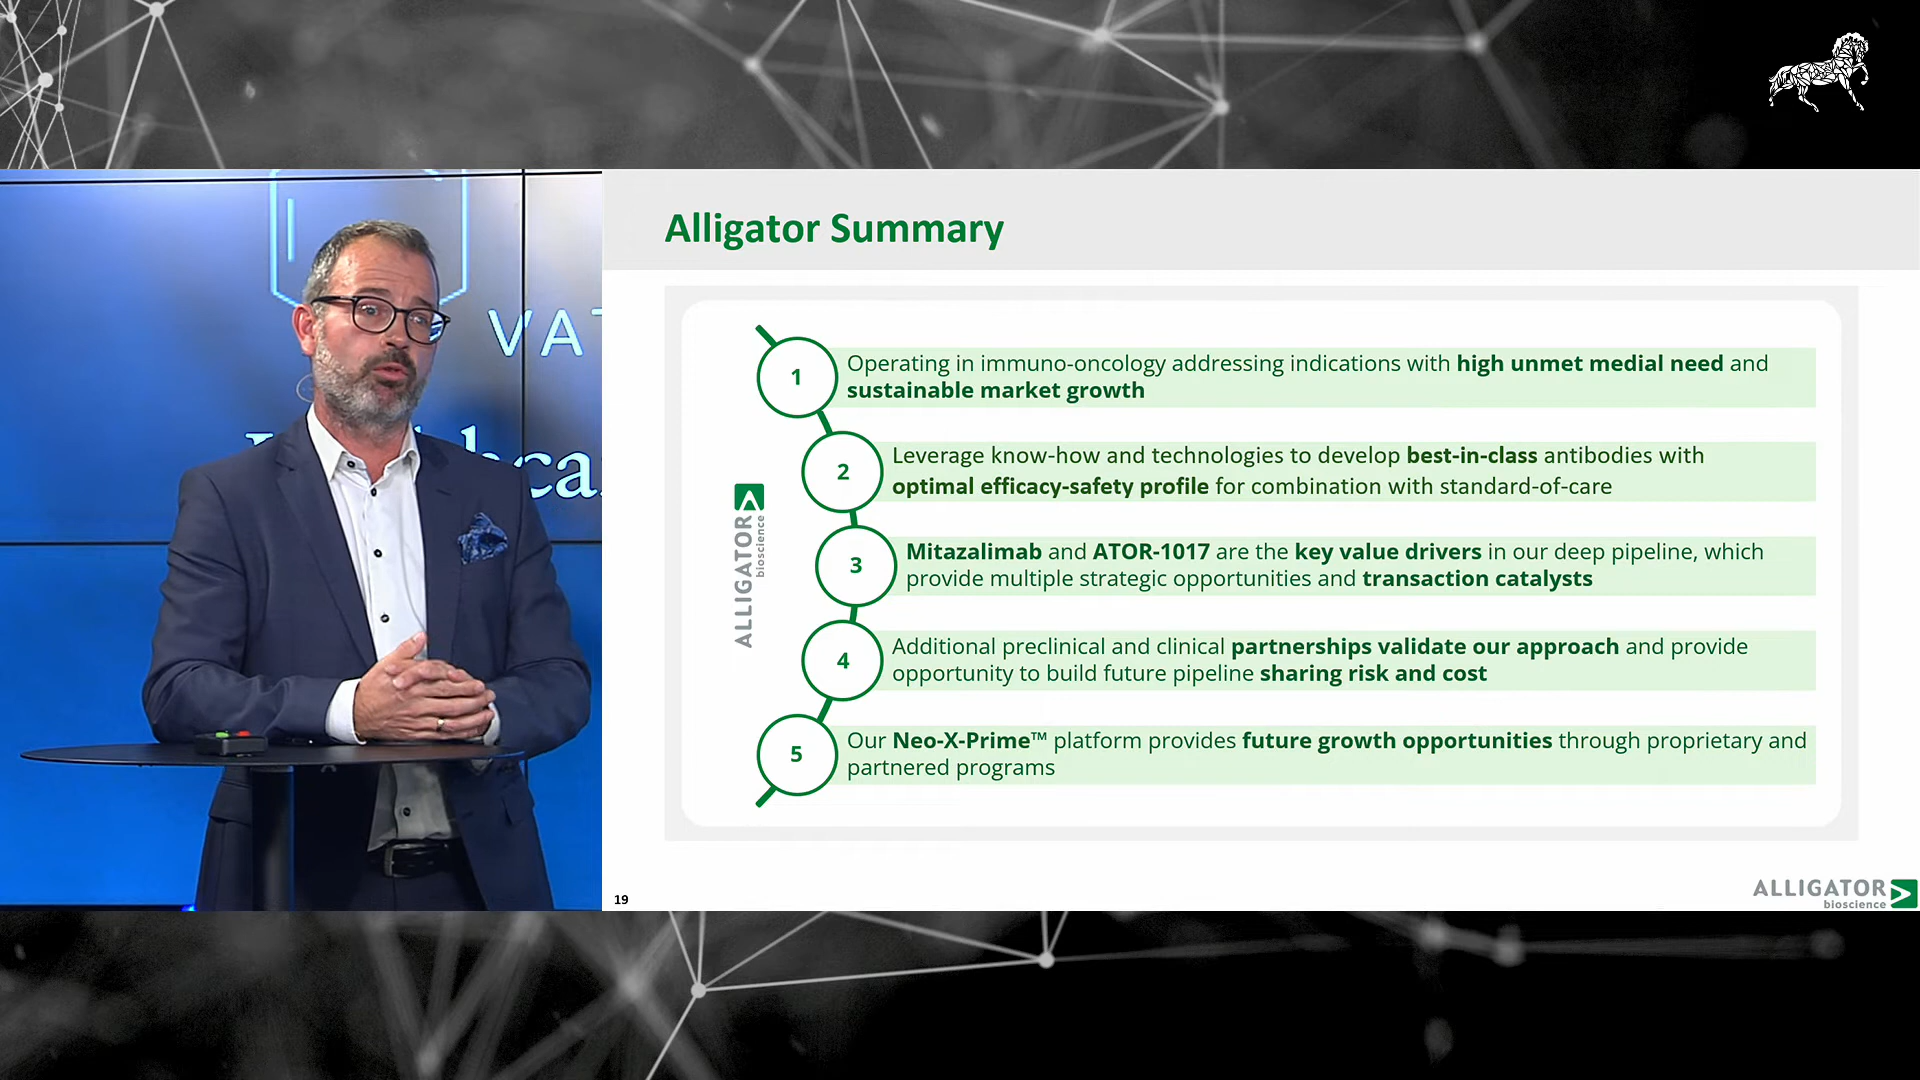 VA
Alligator Summary
1
Operating in immuno-oncology addressing indications with high unmet medial need and
sustainable market growth
2
Leverage know-how and technologies to develop best-in-class antibodies with
optimal efficacy-safety profile for combination with standard-of-care
3
Mitazalimab and ATOR-1017 are the key value drivers in our deep pipeline, which
provide multiple strategic opportunities and transaction catalysts
4
Additional preclinical and clinical partnerships validate our approach and provide
opportunity to build future pipeline sharing risk and cost
5
Our Neo-X-Prime™ platform provides future growth opportunities through proprietary and
partnered programs
ALLIGATOR
bioscience
19
ALLIGATOR
bioscience